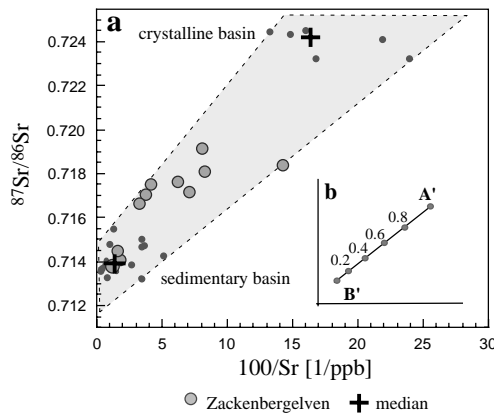 a
crystalline basin
0.724
0.722
0.720
0.718
0.716
0.714
0.712
87Sr/86Sr
b
A'
0.8
0.6
0.4
0.2
B'
sedimentary basin
0 5 10 15 20 25 30
100/Sr [1/ppb]
Zackenbergelven median